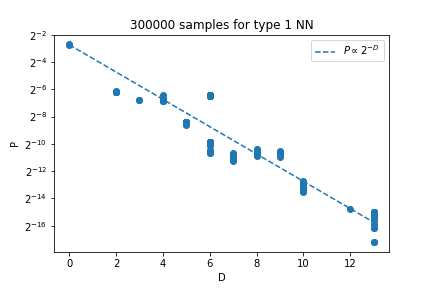 300000 samples for type 1 NN
P ∝ 2^{-D}
2^{-2}
2^{-4}
2^{-6}
2^{-8}
2^{-10}
2^{-12}
2^{-14}
2^{-16}
P
0 2 4 6 8 10 12
D